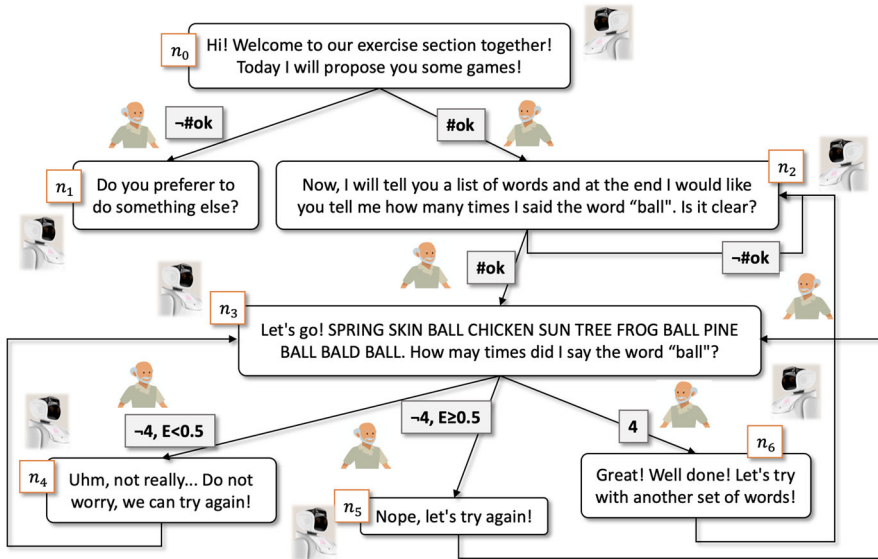 n0
Hi! Welcome to our exercise section together!
Today I will propose you some games!
¬#ok
#ok
n1
Do you preferer to
do something else?
n2
Now, I will tell you a list of words and at the end I would like
you tell me how many times I said the word “ball". Is it clear?
#ok
¬#ok
n3
Let's go! SPRING SKIN BALL CHICKEN SUN TREE FROG BALL PINE
BALL BALD BALL. How may times did I say the word “ball"?
¬4, E<0.5
¬4, E≥0.5
4
n4
Uhm, not really... Do not
worry, we can try again!
n5
Nope, let's try again!
n6
Great! Well done! Let's try
with another set of words!